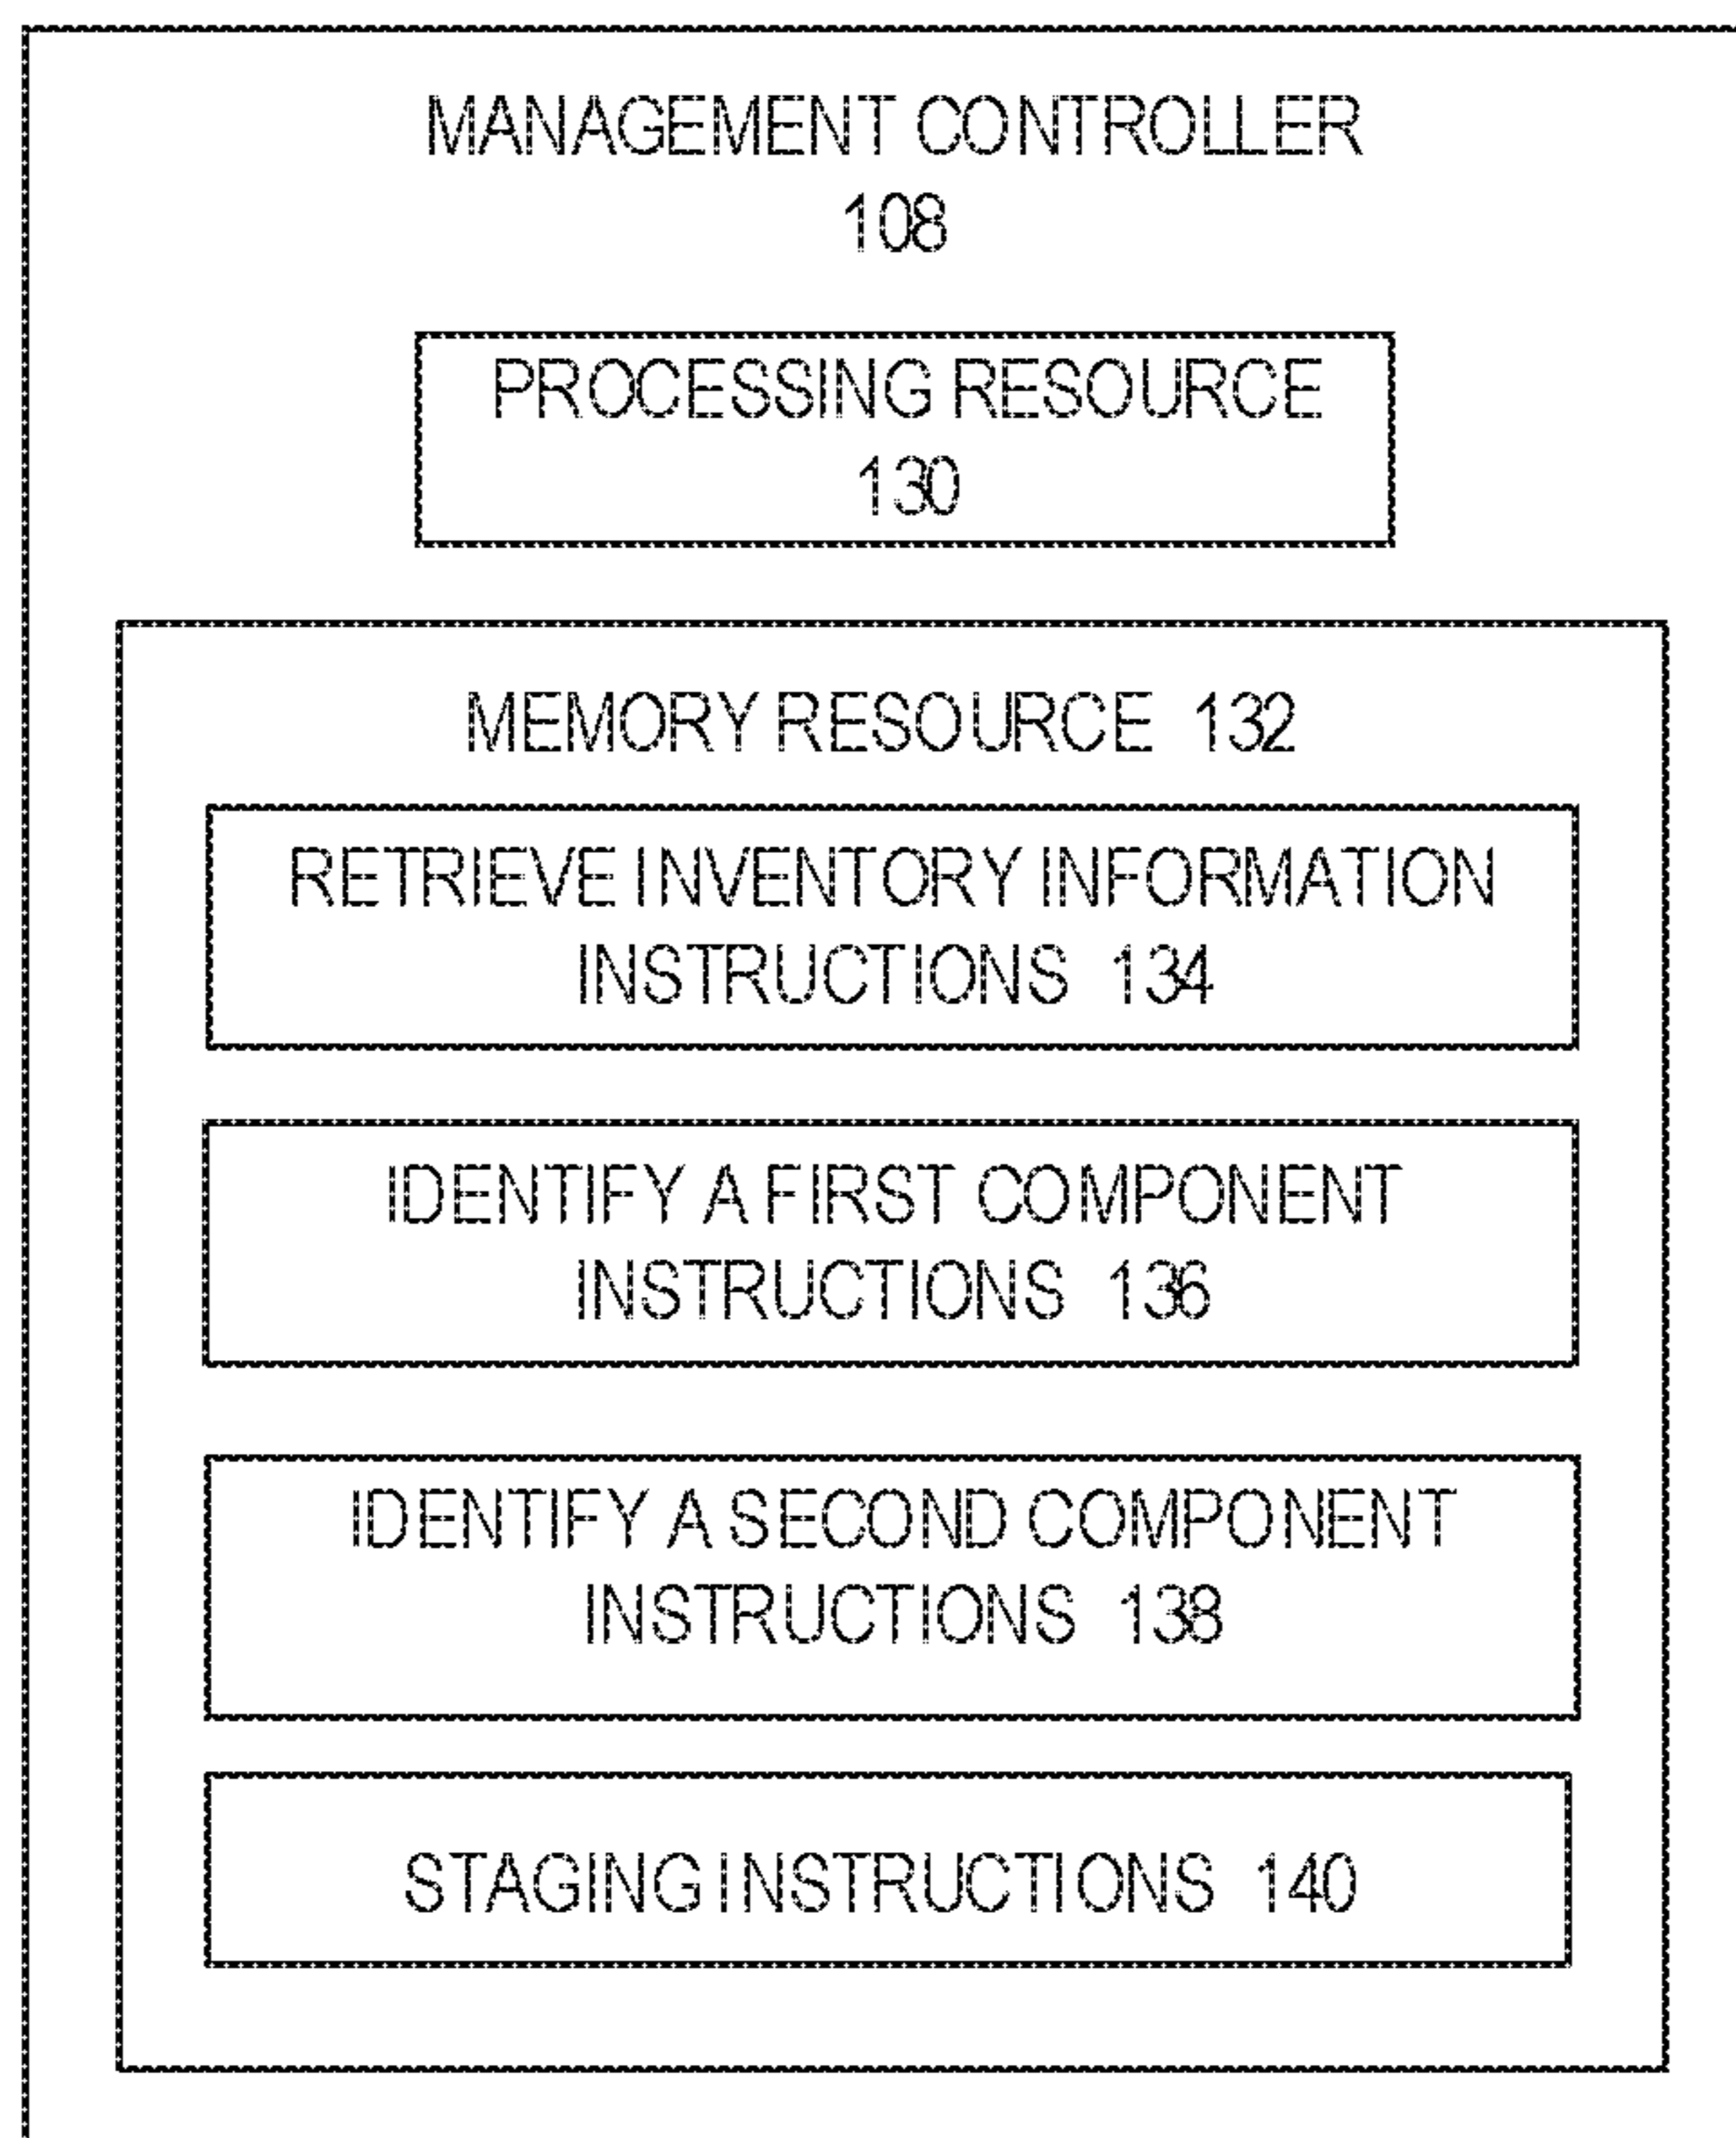 MANAGEMENT CONTROLLER
108
PROCESSING RESOURCE
130
MEMORY RESOURCE 132
RETRIEVE INVENTORY INFORMATION
INSTRUCTIONS 134
IDENTIFY A FIRST COMPONENT
INSTRUCTIONS 136
IDENTIFY A SECOND COMPONENT
INSTRUCTIONS 138
STAGING INSTRUCTIONS 140